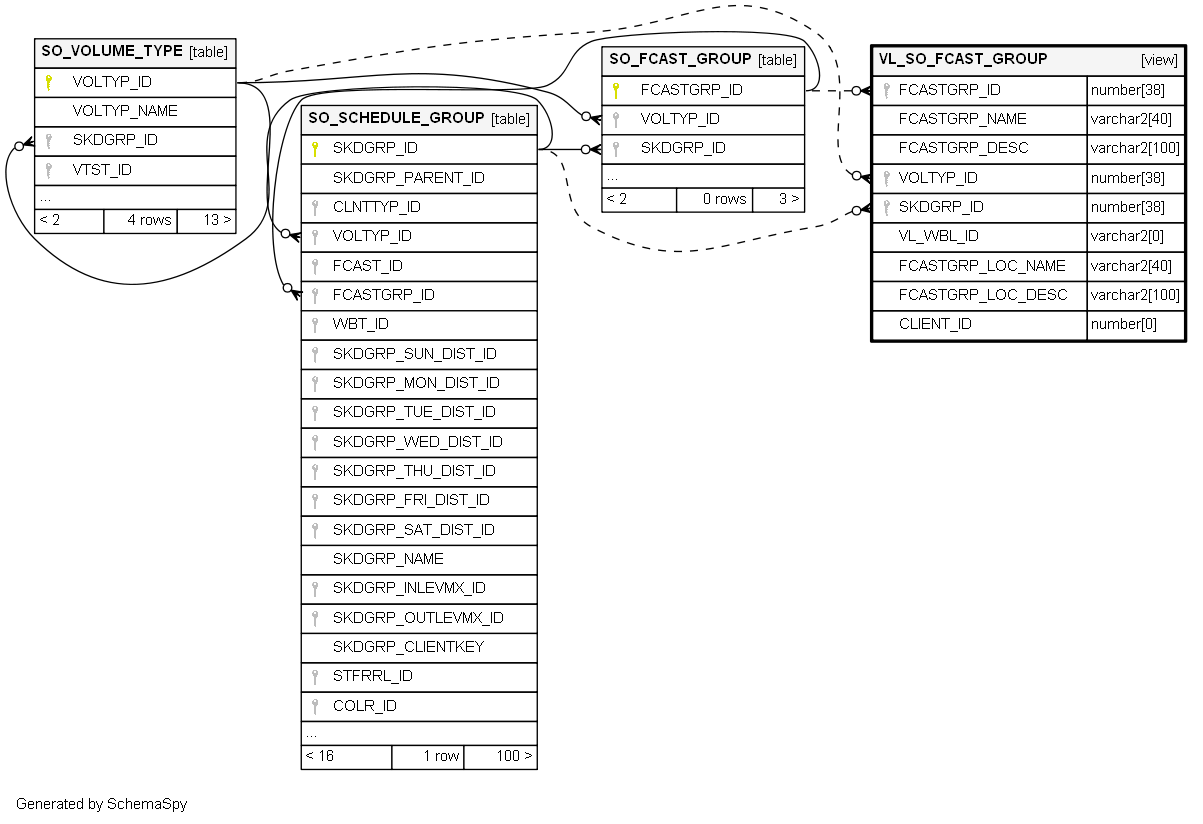 SO_VOLUME_TYPE [table]
VOLTYP_ID
VOLTYP_NAME
SKDGRP_ID
VTST_ID
...
< 2 4 rows 13 >
SO_SCHEDULE_GROUP [table]
SKDGRP_ID
SKDGRP_PARENT_ID
CLNTTYP_ID
VOLTYP_ID
FCAST_ID
FCASTGRP_ID
WBT_ID
SKDGRP_SUN_DIST_ID
SKDGRP_MON_DIST_ID
SKDGRP_TUE_DIST_ID
SKDGRP_WED_DIST_ID
SKDGRP_THU_DIST_ID
SKDGRP_FRI_DIST_ID
SKDGRP_SAT_DIST_ID
SKDGRP_NAME
SKDGRP_INLEVMX_ID
SKDGRP_OUTLEVMX_ID
SKDGRP_CLIENTKEY
STFRRL_ID
COLR_ID
...
< 16 1 row 100 >
SO_FCAST_GROUP [table]
FCASTGRP_ID
VOLTYP_ID
SKDGRP_ID
...
< 2 0 rows 3 >
VL_SO_FCAST_GROUP [view]
FCASTGRP_ID number[38]
FCASTGRP_NAME varchar2[40]
FCASTGRP_DESC varchar2[100]
VOLTYP_ID number[38]
SKDGRP_ID number[38]
VL_WBL_ID varchar2[0]
FCASTGRP_LOC_NAME varchar2[40]
FCASTGRP_LOC_DESC varchar2[100]
CLIENT_ID number[0]
Generated by SchemaSpy